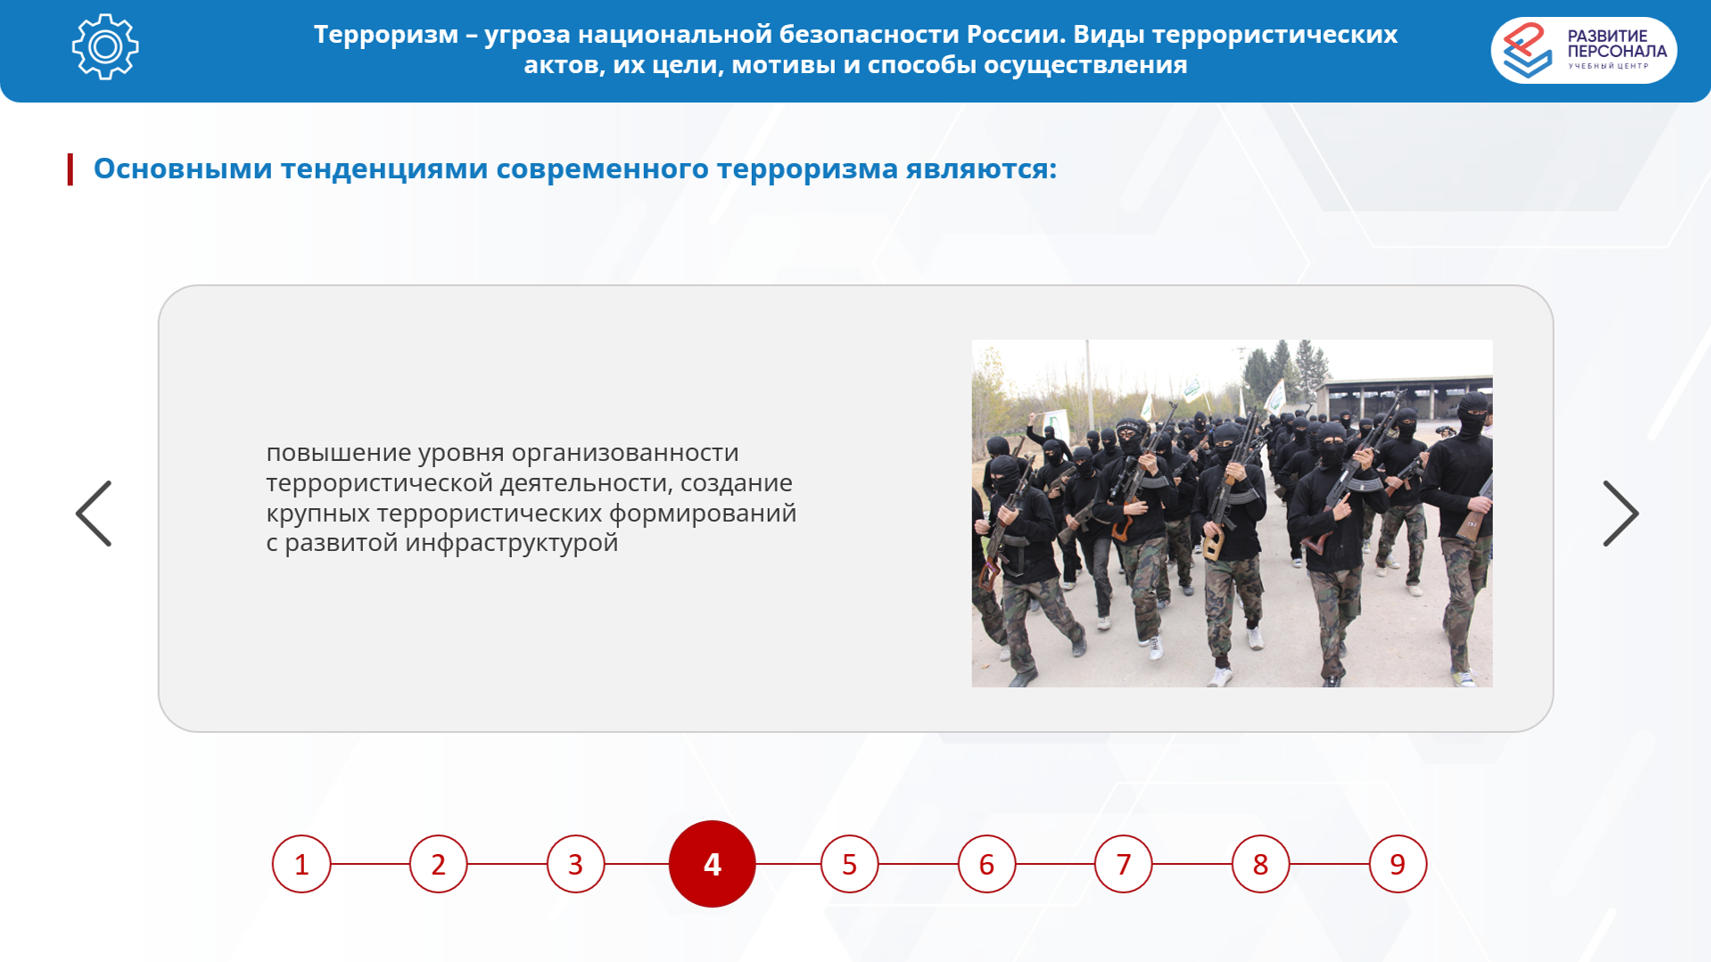 Терроризм – угроза национальной безопасности России. Виды террористических
актов, их цели, мотивы и способы осуществления
РАЗВИТИЕ
ПЕРСОНАЛА
УЧЕБНЫЙ ЦЕНТР
Основными тенденциями современного терроризма являются:
повышение уровня организованности
террористической деятельности, создание
крупных террористических формирований
с развитой инфраструктурой
1 2 3 4 5 6 7 8 9